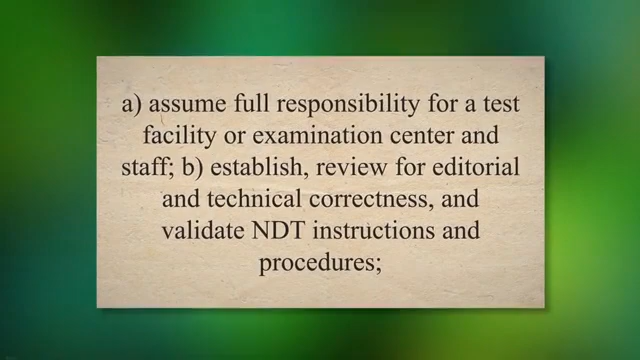 a) assume full responsibility for a test
facility or examination center and
staff; b) establish, review for editorial
and technical correctness, and
validate NDT instructions and
procedures;